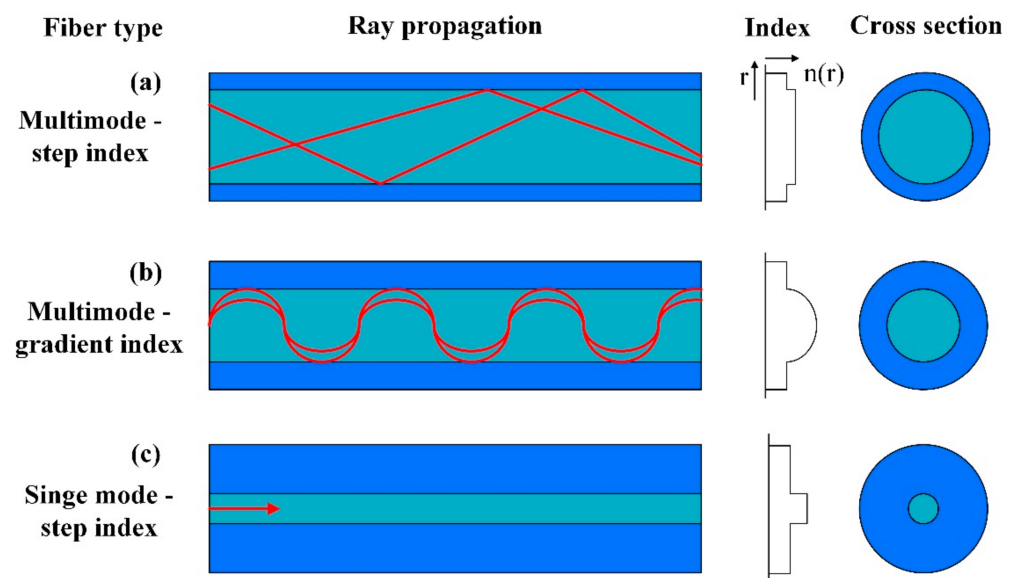 Fiber type
Ray propagation
Index
Cross section
(a)
Multimode -
step index
r
n(r)
(b)
Multimode -
gradient index
(c)
Singe mode -
step index